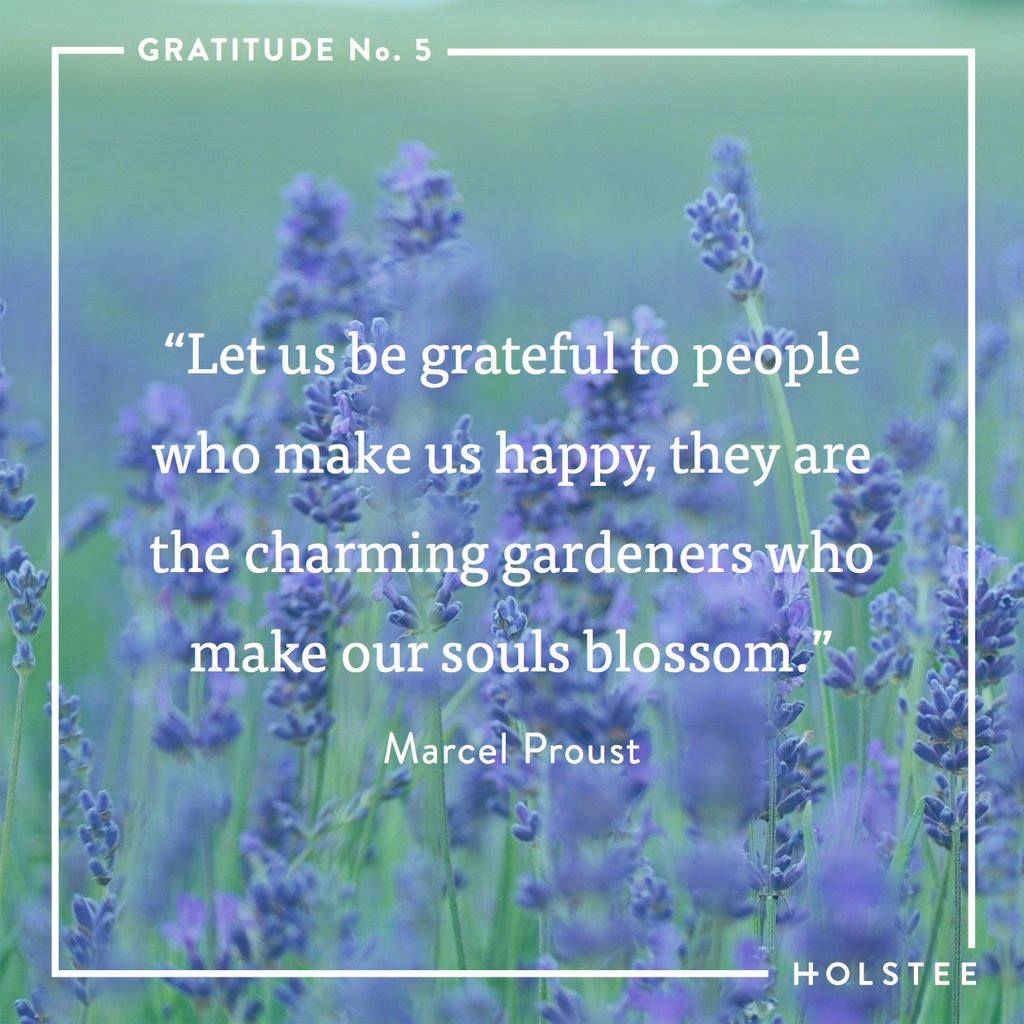 GRATITUDE No. 5
“Let us be grateful to people
who make us happy, they are
the charming gardeners who
make our souls blossom.”
Marcel Proust
HOLSTEE